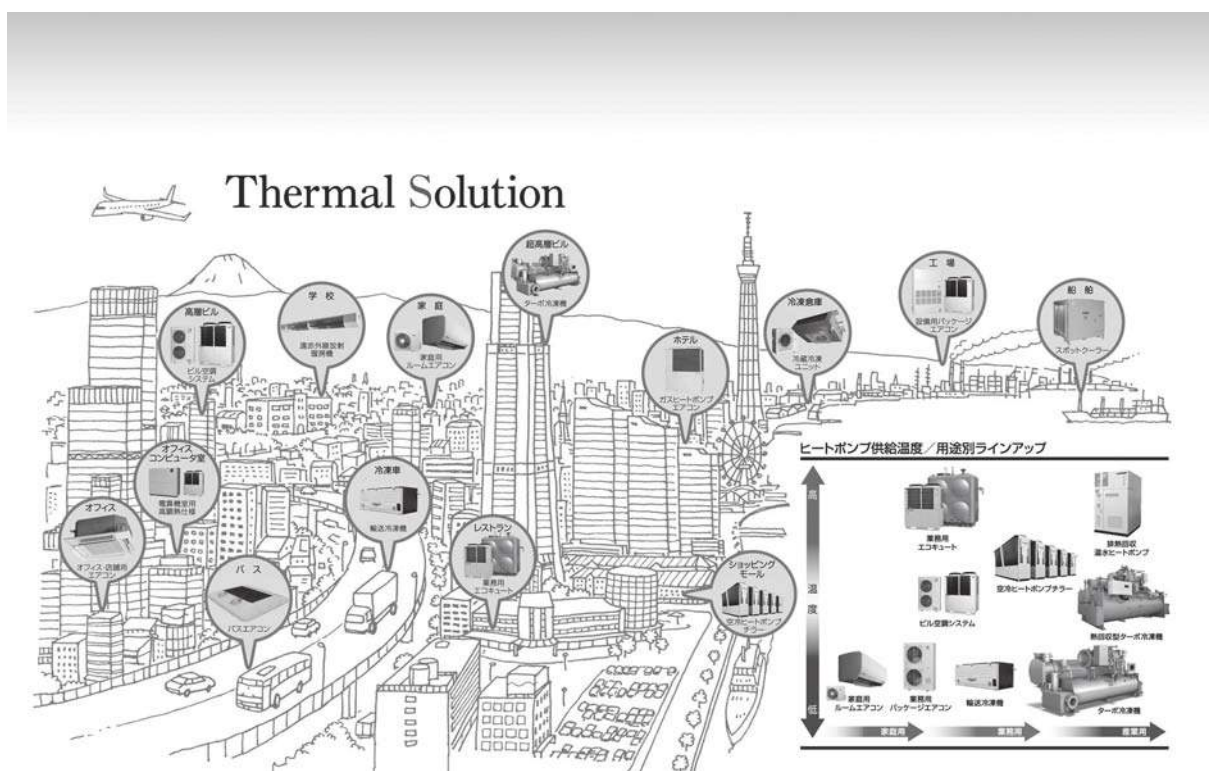 Thermal Solution
超高層ビル
ターボ冷凍機
工場
設備用パッケージ
エアコン
船舶
スポットクーラー
高層ビル
ビル空調
システム
学校
遠赤外線放射
暖房機
家庭
家庭用
ルームエアコン
冷凍倉庫
冷蔵冷凍
ユニット
ホテル
ガスヒートポンプ
エアコン
オフィス
コンピュータ室
電算機室用
高顕熱仕様
冷凍車
輸送冷凍機
オフィス
オフィス・店舗用
エアコン
バス
バスエアコン
レストラン
業務用
エコキュート
ショッピング
モール
空冷ヒートポンプ
チラー
ヒートポンプ供給温度/用途別ラインアップ
高
温度
低
業務用
エコキュート
排熱回収
温水ヒートポンプ
空冷ヒートポンプチラー
ビル空調システム
熱回収型ターボ冷凍機
家庭用
ルームエアコン
業務用
パッケージエアコン
輸送冷凍機
ターボ冷凍機
家庭用
業務用
産業用